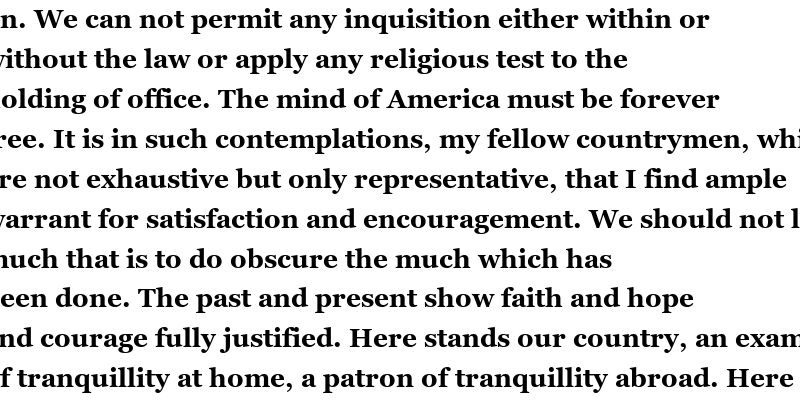 n. We can not permit any inquisition either within or
without the law or apply any religious test to the
holding of office. The mind of America must be forever
free. It is in such contemplations, my fellow countrymen,
are not exhaustive but only representative, that I find ample
warrant for satisfaction and encouragement. We should not
much that is to do obscure the much which has
been done. The past and present show faith and hope
and courage fully justified. Here stands our country, an
of tranquillity at home, a patron of tranquillity abroad. Here